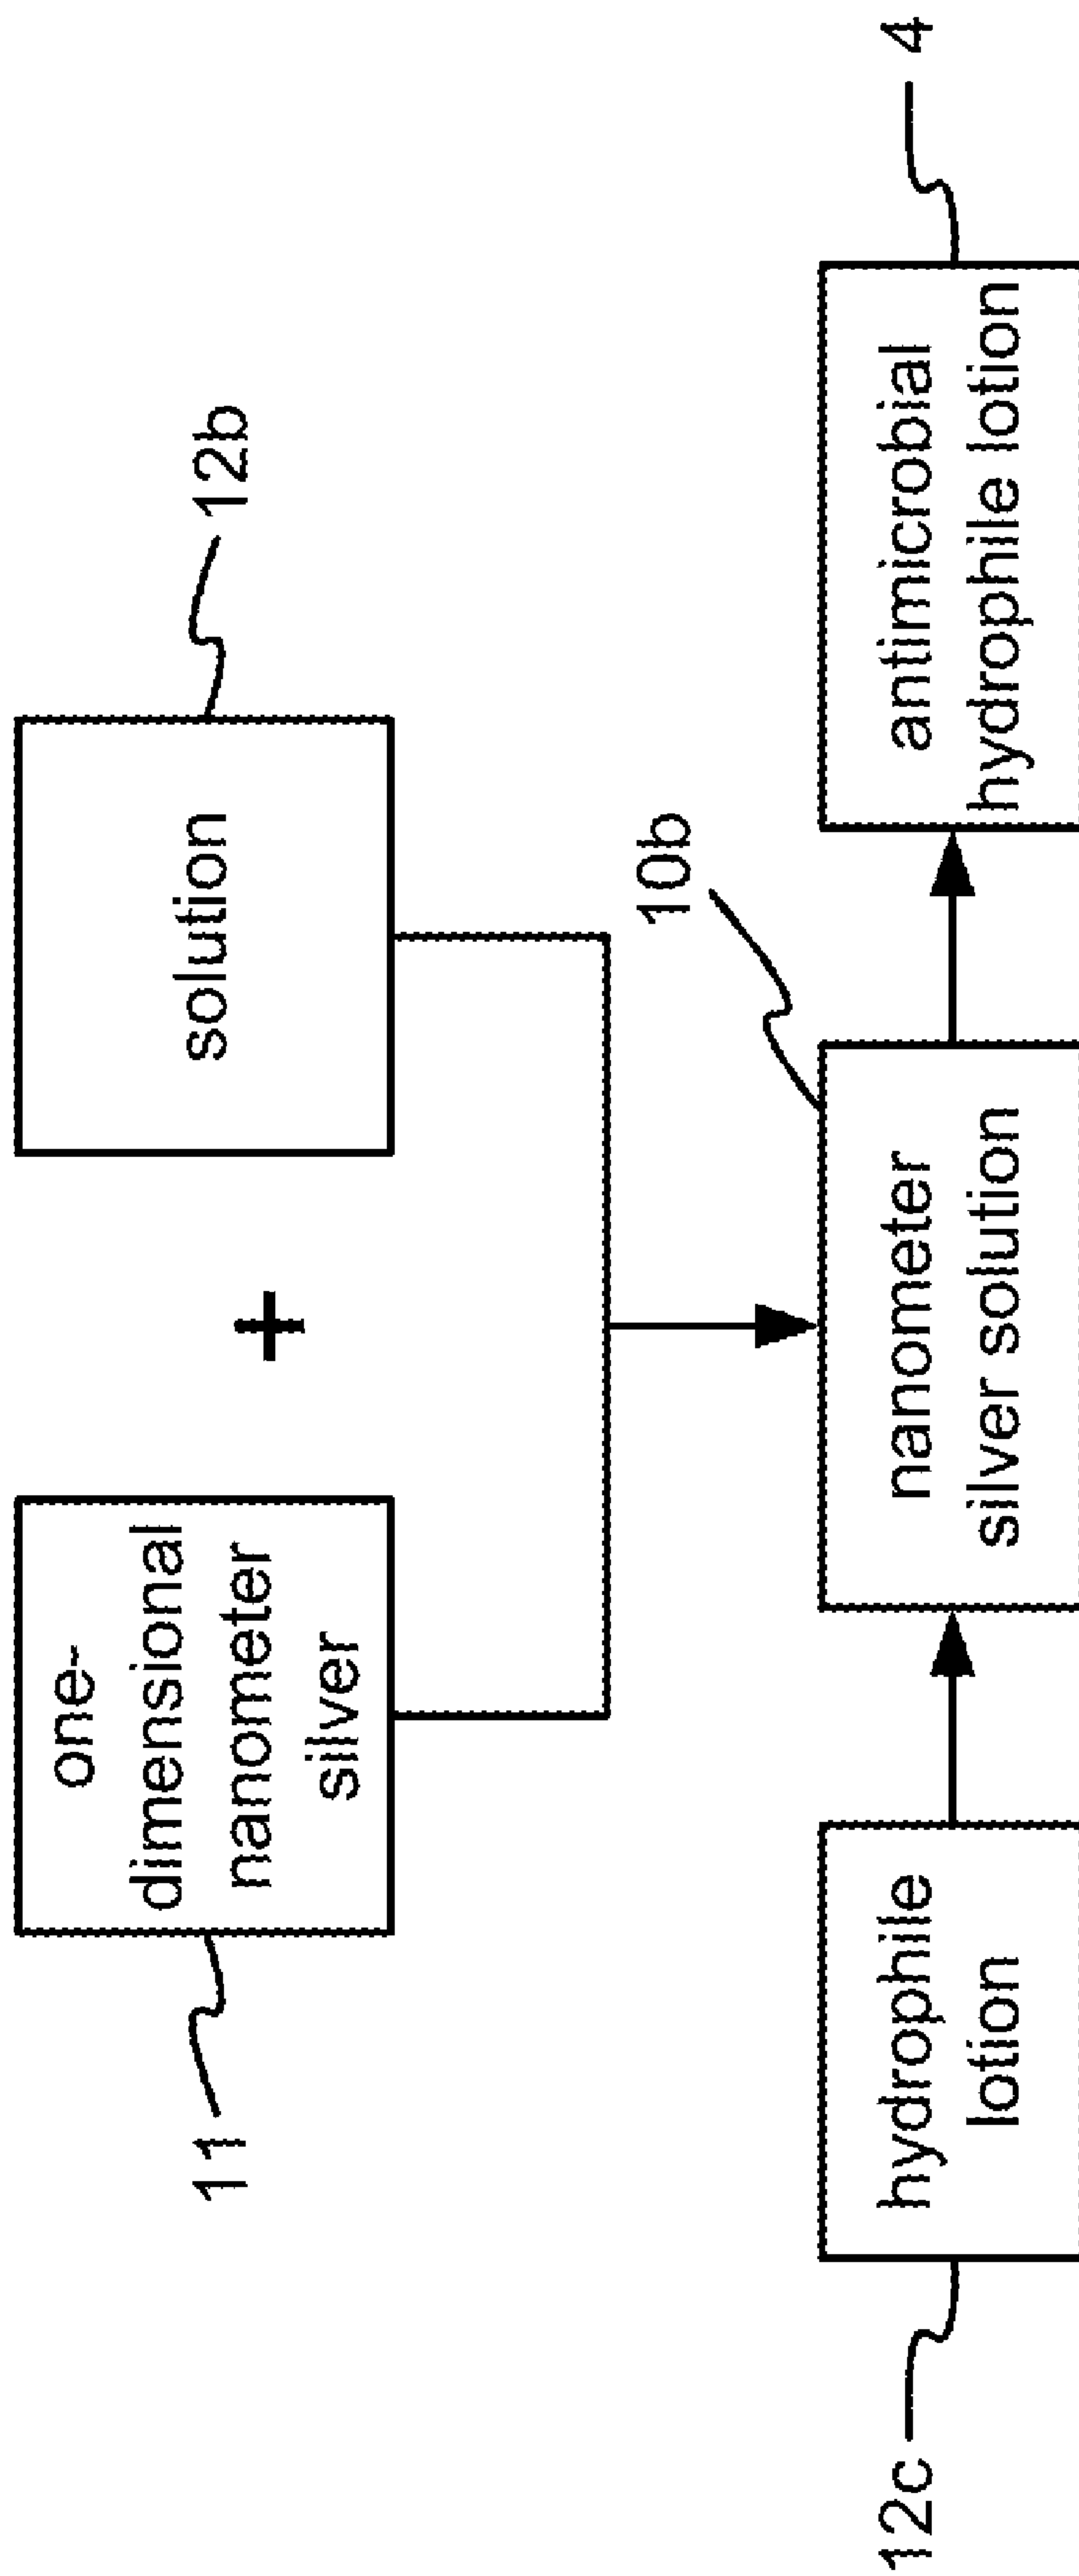 11
one-
dimensional
nanometer
silver
+
solution
12b
10b
12c
hydrophile
lotion
nanometer
silver solution
antimicrobial
hydrophile lotion
4